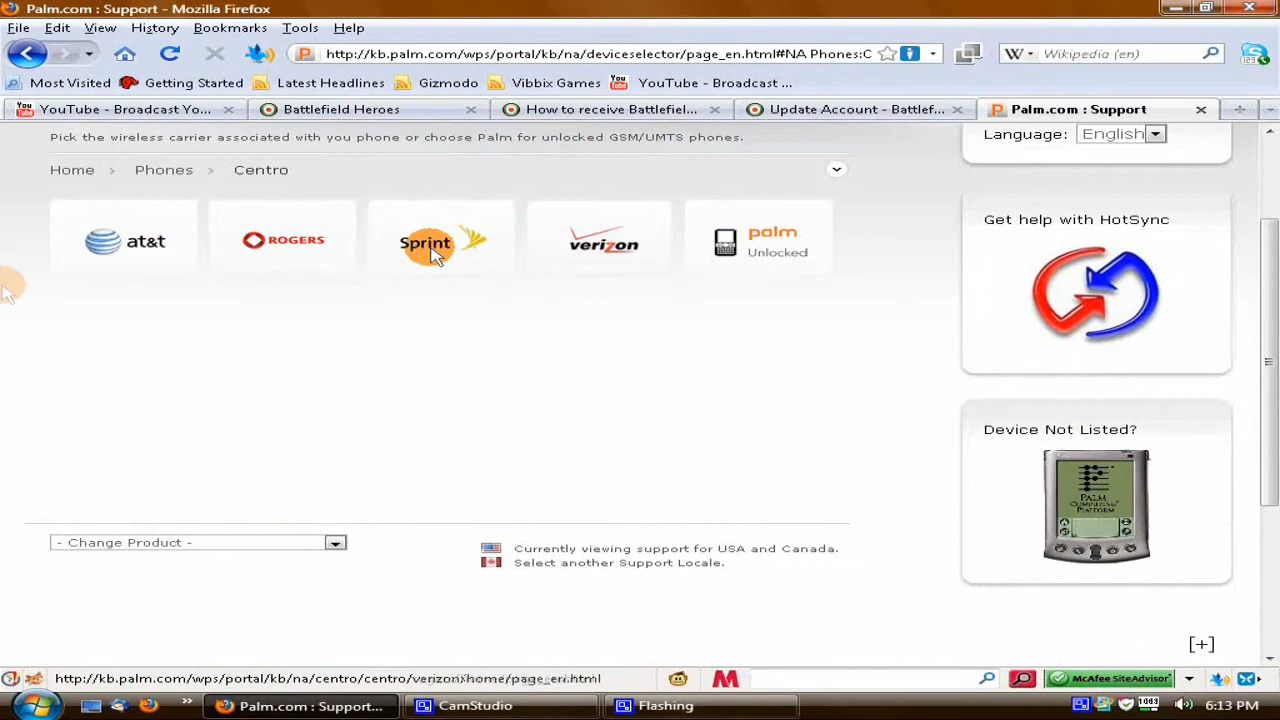 Palm.com : Support - Mozilla Firefox
File Edit View History Bookmarks Tools Help
http://kb.palm.com/wps/portal/kb/na/deviceselector/page_en.html#NA Phones:C
W Wikipedia (en)
Most Visited Getting Started Latest Headlines Gizmodo Vibbix Games YouTube - Broadcast ...
YouTube - Broadcast Yo... Battlefield Heroes How to receive Battlefiel... Update Account - Battlef... Palm.com : Support
Pick the wireless carrier associated with you phone or choose Palm for unlocked GSM/UMTS phones.
Language: English
Home > Phones > Centro
at&t ROGERS Sprint verizon palm
Unlocked
Get help with HotSync
Device Not Listed?
PALM
COMPUTING
PLATFORM
- Change Product -
Currently viewing support for USA and Canada.
Select another Support Locale.
[+]
http://kb.palm.com/wps/portal/kb/na/centro/centro/verizon/home/page_en.html
McAfee SiteAdvisor
Palm.com : Support... CamStudio Flashing
1063
6:13 PM